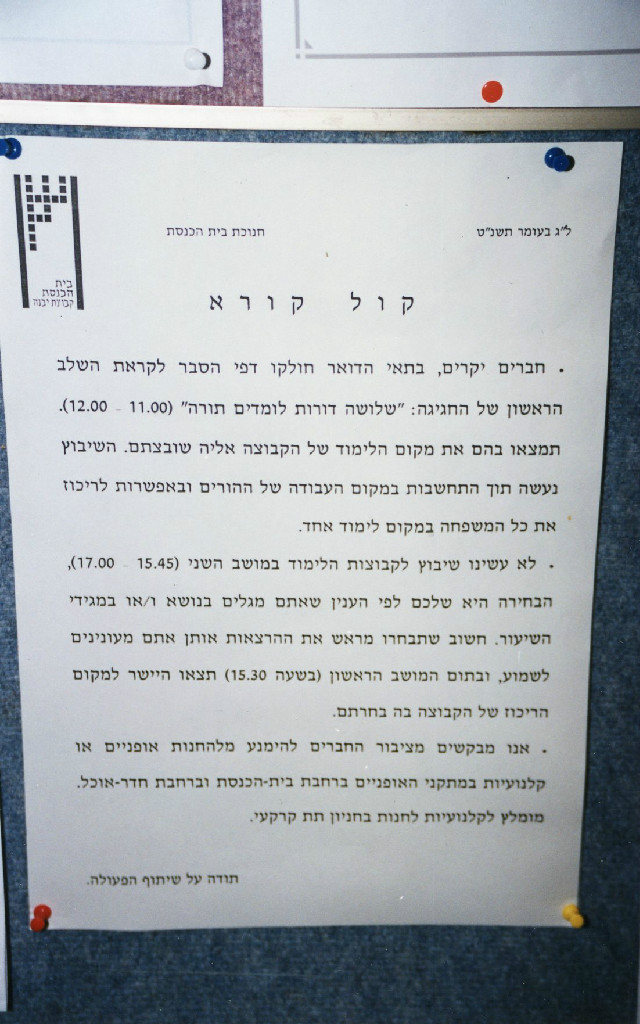 ל"ג בעומר תשנ"ט
חנוכת בית הכנסת
בית
הכנסת
קבוצת יבנה
קול קורא
• חברים יקרים, בתאי הדואר חולקו דפי הסבר לקראת השלב
הראשון של החגיגה: "שלושה דורות לומדים תורה" (11.00 - 12.00).
תמצאו בהם את מקום הלימוד של הקבוצה אליה שובצתם. השיבוץ
נעשה תוך התחשבות במקום העבודה של ההורים ובאפשרות לריכוז
את כל המשפחה במקום לימוד אחד.
• לא עשינו שיבוץ לקבוצות הלימוד במושב השני (15.45 - 17.00),
הבחירה היא שלכם לפי הענין שאתם מגלים בנושא ו/או במגידי
השיעור. חשוב שתבחרו מראש את ההרצאות אותן אתם מעונינים
לשמוע, ובתום המושב הראשון (בשעה 15.30) תצאו היישר למקום
הריכוז של הקבוצה בה בחרתם.
• אנו מבקשים מציבור החברים להימנע מלהחנות אופניים או
קלנועיות במתקני האופניים ברחבת בית-הכנסת וברחבת חדר-אוכל.
מומלץ לקלנועיות לחנות בחניון תת קרקעי.
תודה על שיתוף הפעולה.